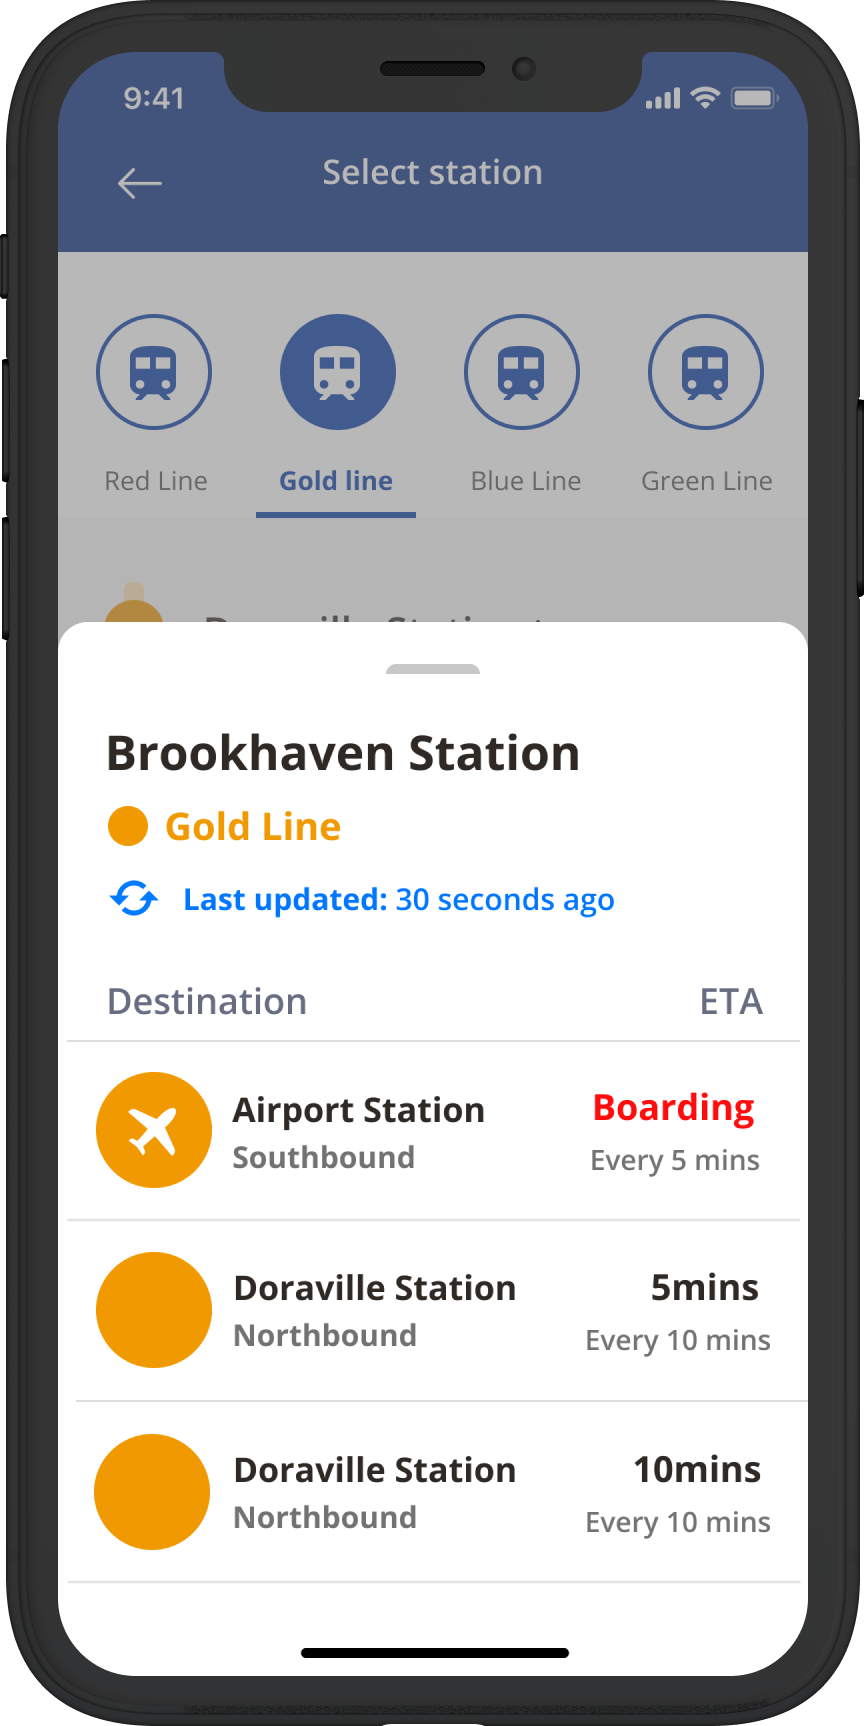 9:41
Select station
Red Line
Gold line
Blue Line
Green Line
Doraville Station
Brookhaven Station
Gold Line
Last updated: 30 seconds ago
Destination ETA
Airport Station Boarding
Southbound Every 5 mins
Doraville Station 5mins
Northbound Every 10 mins
Doraville Station 10mins
Northbound Every 10 mins